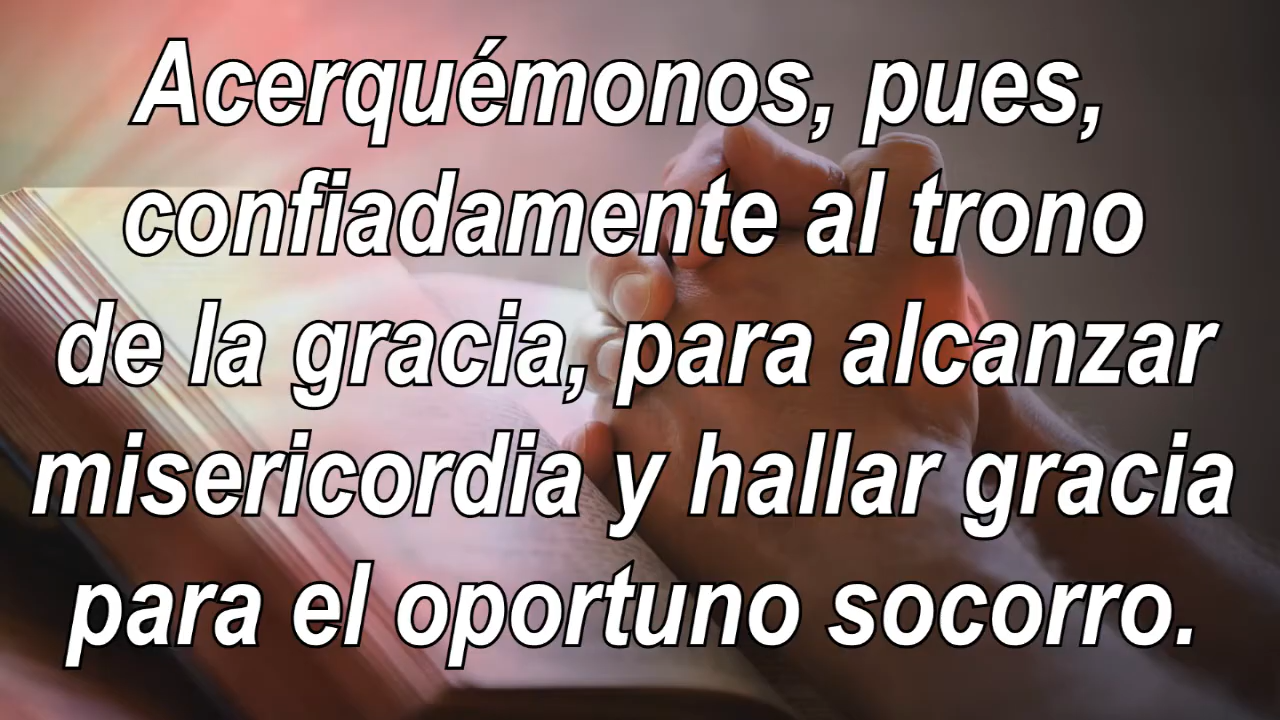 Acerquémonos, pues,
confiadamente al trono
de la gracia, para alcanzar
misericordia y hallar gracia
para el oportuno socorro.